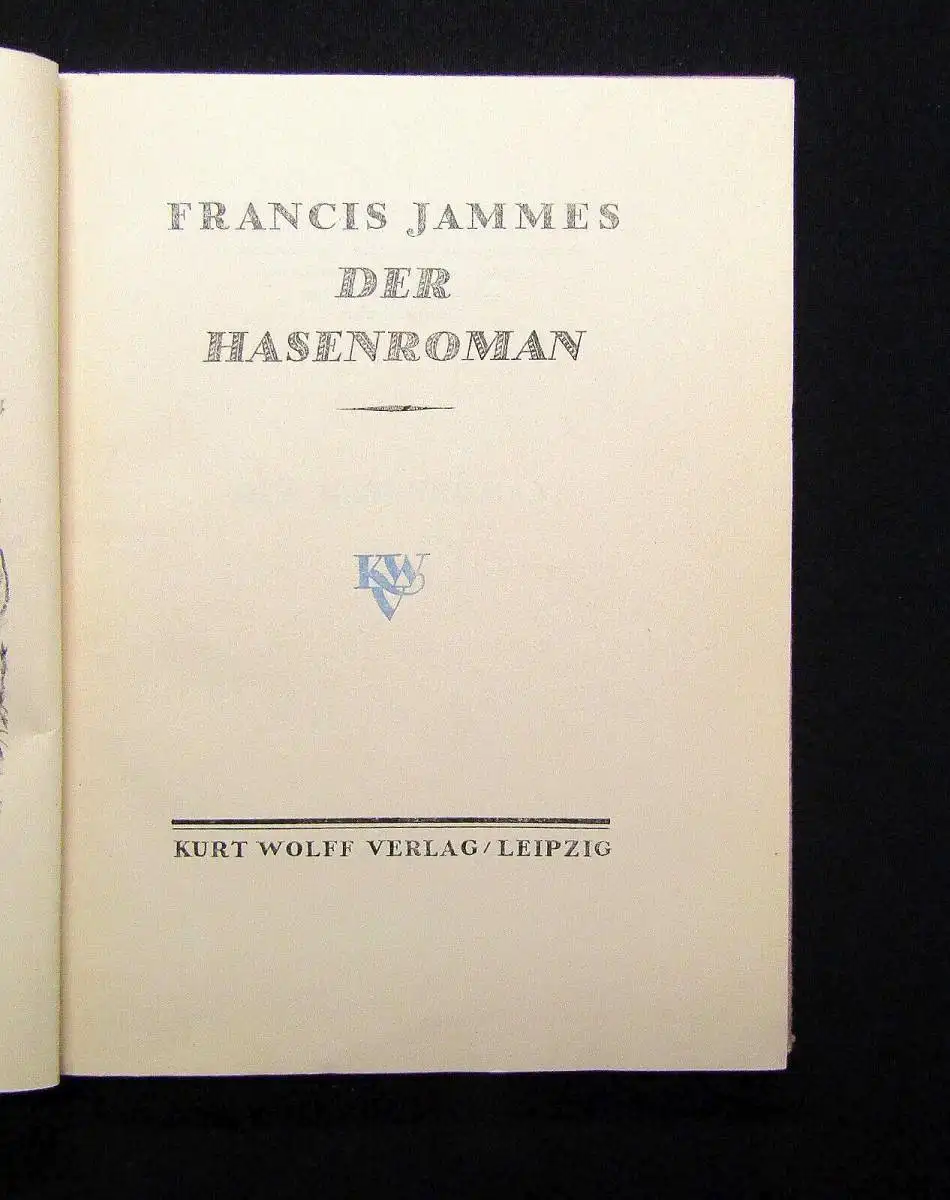 FRANCIS JAMMES
DER
HASENROMAN
KWV
KURT WOLFF VERLAG/LEIPZIG